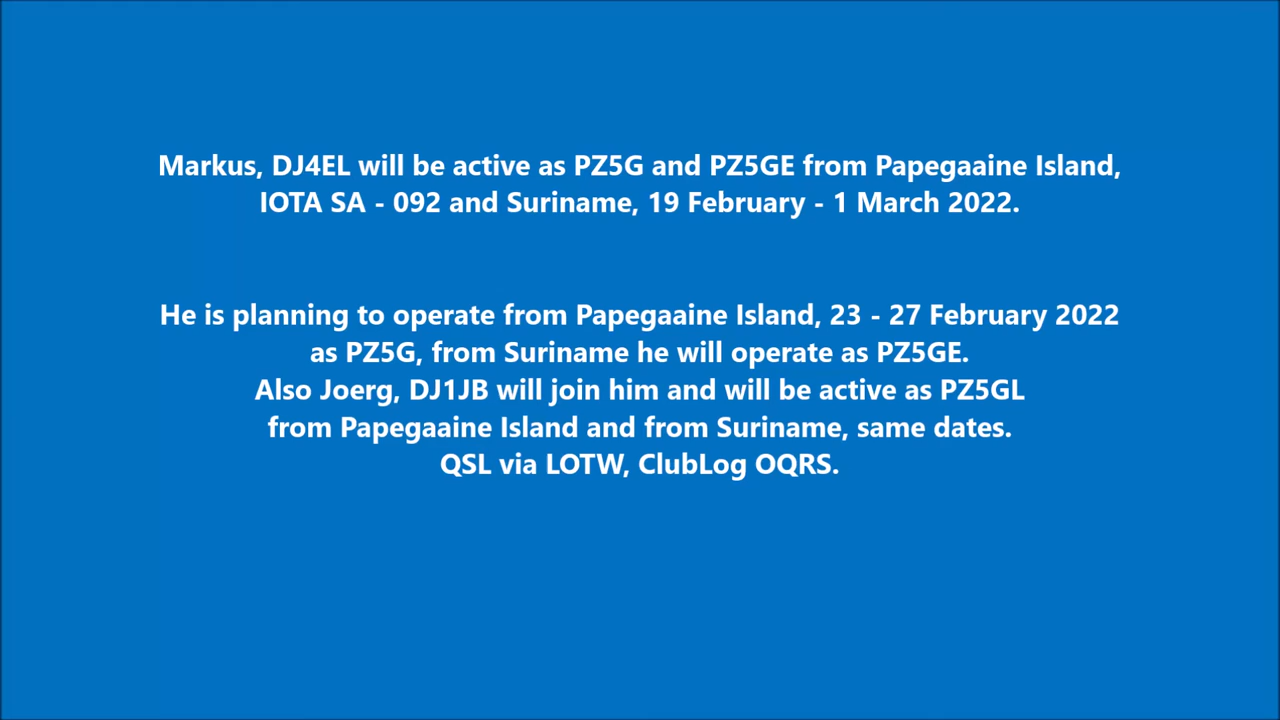 Markus, DJ4EL will be active as PZ5G and PZ5GE from Papegaaine Island,
IOTA SA - 092 and Suriname, 19 February - 1 March 2022.
He is planning to operate from Papegaaine Island, 23 - 27 February 2022
as PZ5G, from Suriname he will operate as PZ5GE.
Also Joerg, DJ1JB will join him and will be active as PZ5GL
from Papegaaine Island and from Suriname, same dates.
QSL via LOTW, ClubLog OQRS.